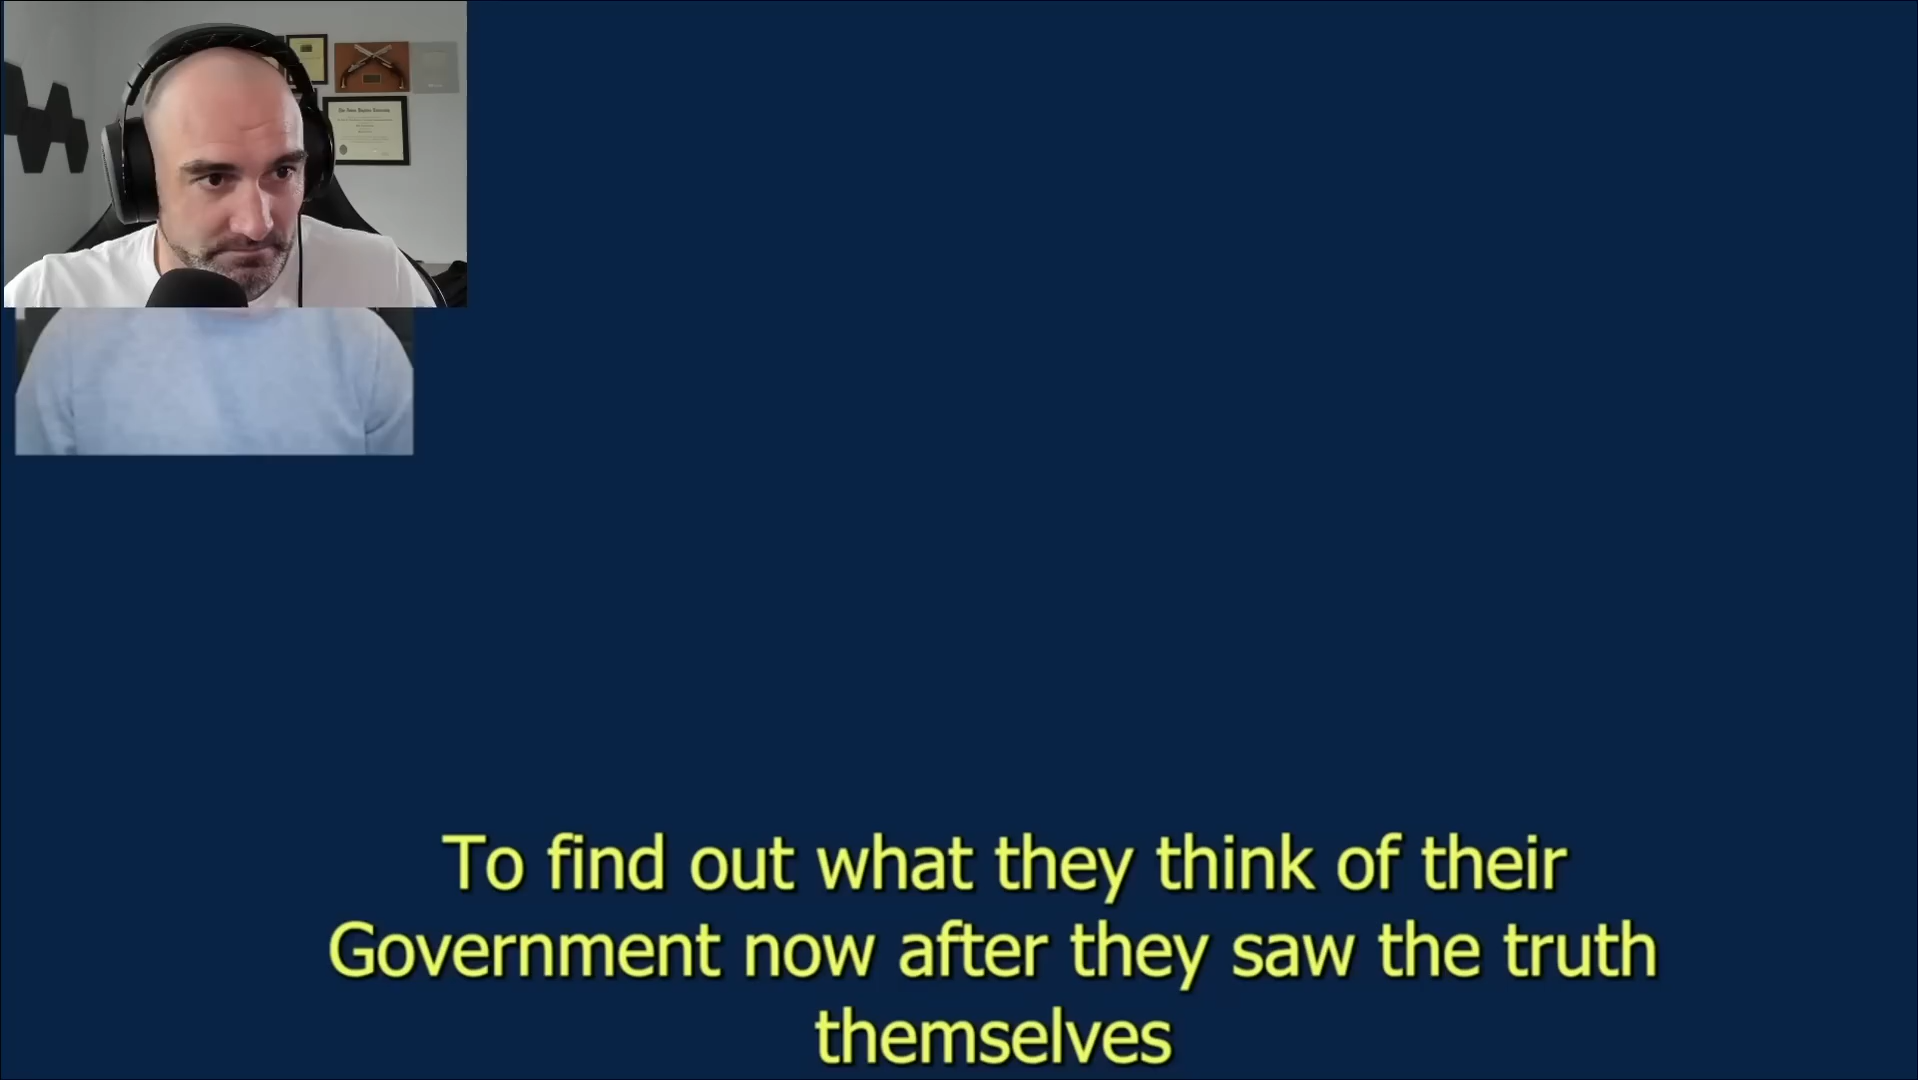 To find out what they think of their
Government now after they saw the truth
themselves